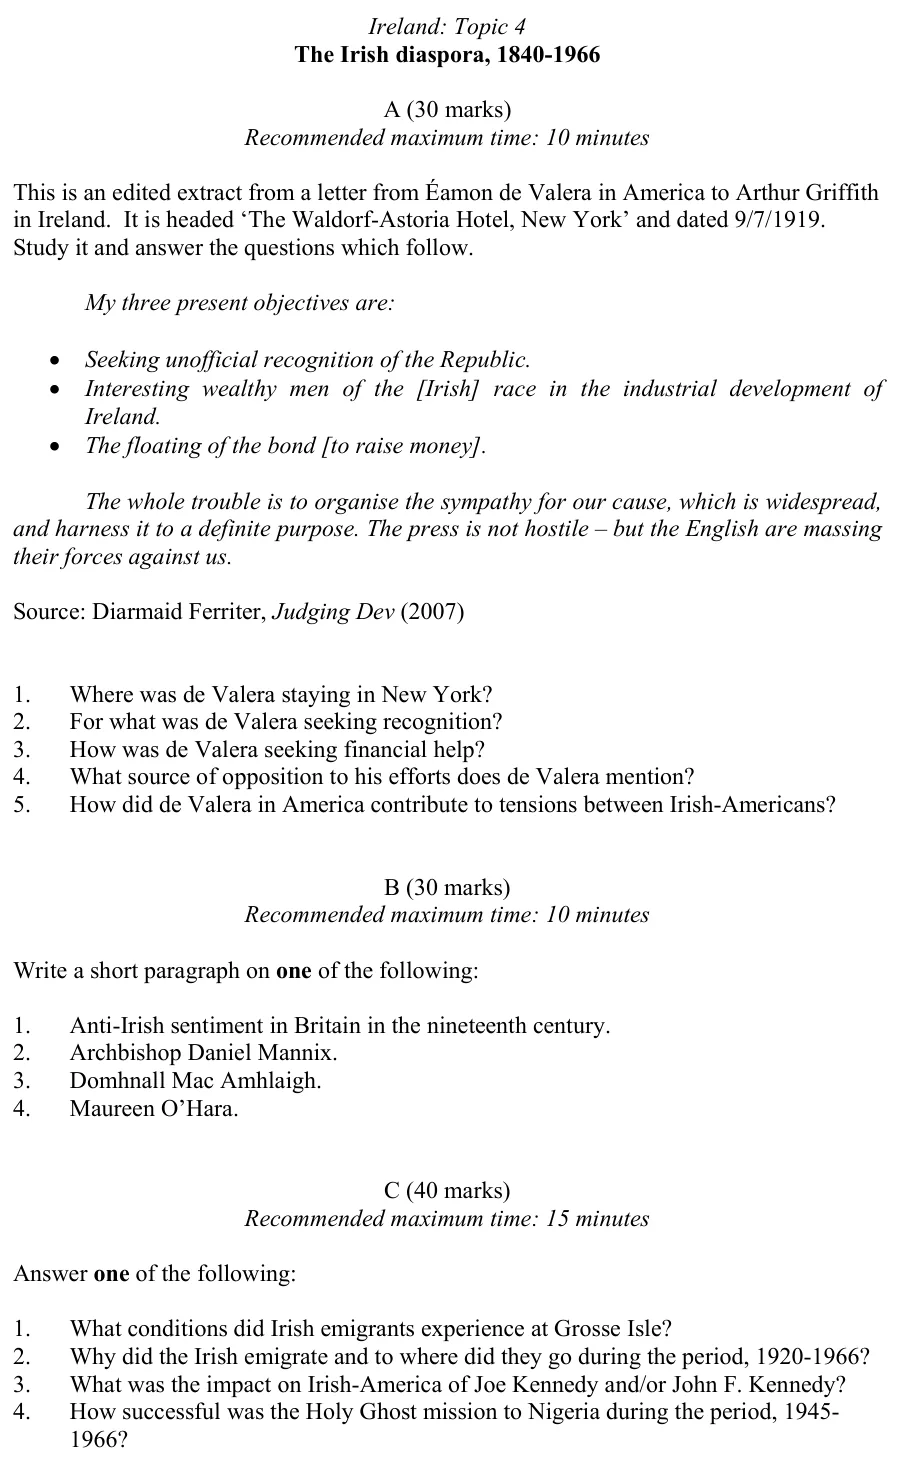 Ireland: Topic 4
The Irish diaspora, 1840-1966
A (30 marks)
Recommended maximum time: 10 minutes
This is an edited extract from a letter from Éamon de Valera in America to Arthur Griffith
in Ireland.  It is headed ‘The Waldorf-Astoria Hotel, New York’ and dated 9/7/1919.
Study it and answer the questions which follow.
My three present objectives are:
• Seeking unofficial recognition of the Republic.
• Interesting wealthy men of the [Irish] race in the industrial development of
Ireland.
• The floating of the bond [to raise money].
The whole trouble is to organise the sympathy for our cause, which is widespread,
and harness it to a definite purpose. The press is not hostile – but the English are massing
their forces against us.
Source: Diarmaid Ferriter, Judging Dev (2007)
1. Where was de Valera staying in New York?
2. For what was de Valera seeking recognition?
3. How was de Valera seeking financial help?
4. What source of opposition to his efforts does de Valera mention?
5. How did de Valera in America contribute to tensions between Irish-Americans?
B (30 marks)
Recommended maximum time: 10 minutes
Write a short paragraph on one of the following:
1. Anti-Irish sentiment in Britain in the nineteenth century.
2. Archbishop Daniel Mannix.
3. Domhnall Mac Amhlaigh.
4. Maureen O’Hara.
C (40 marks)
Recommended maximum time: 15 minutes
Answer one of the following:
1. What conditions did Irish emigrants experience at Grosse Isle?
2. Why did the Irish emigrate and to where did they go during the period, 1920-1966?
3. What was the impact on Irish-America of Joe Kennedy and/or John F. Kennedy?
4. How successful was the Holy Ghost mission to Nigeria during the period, 1945-
1966?